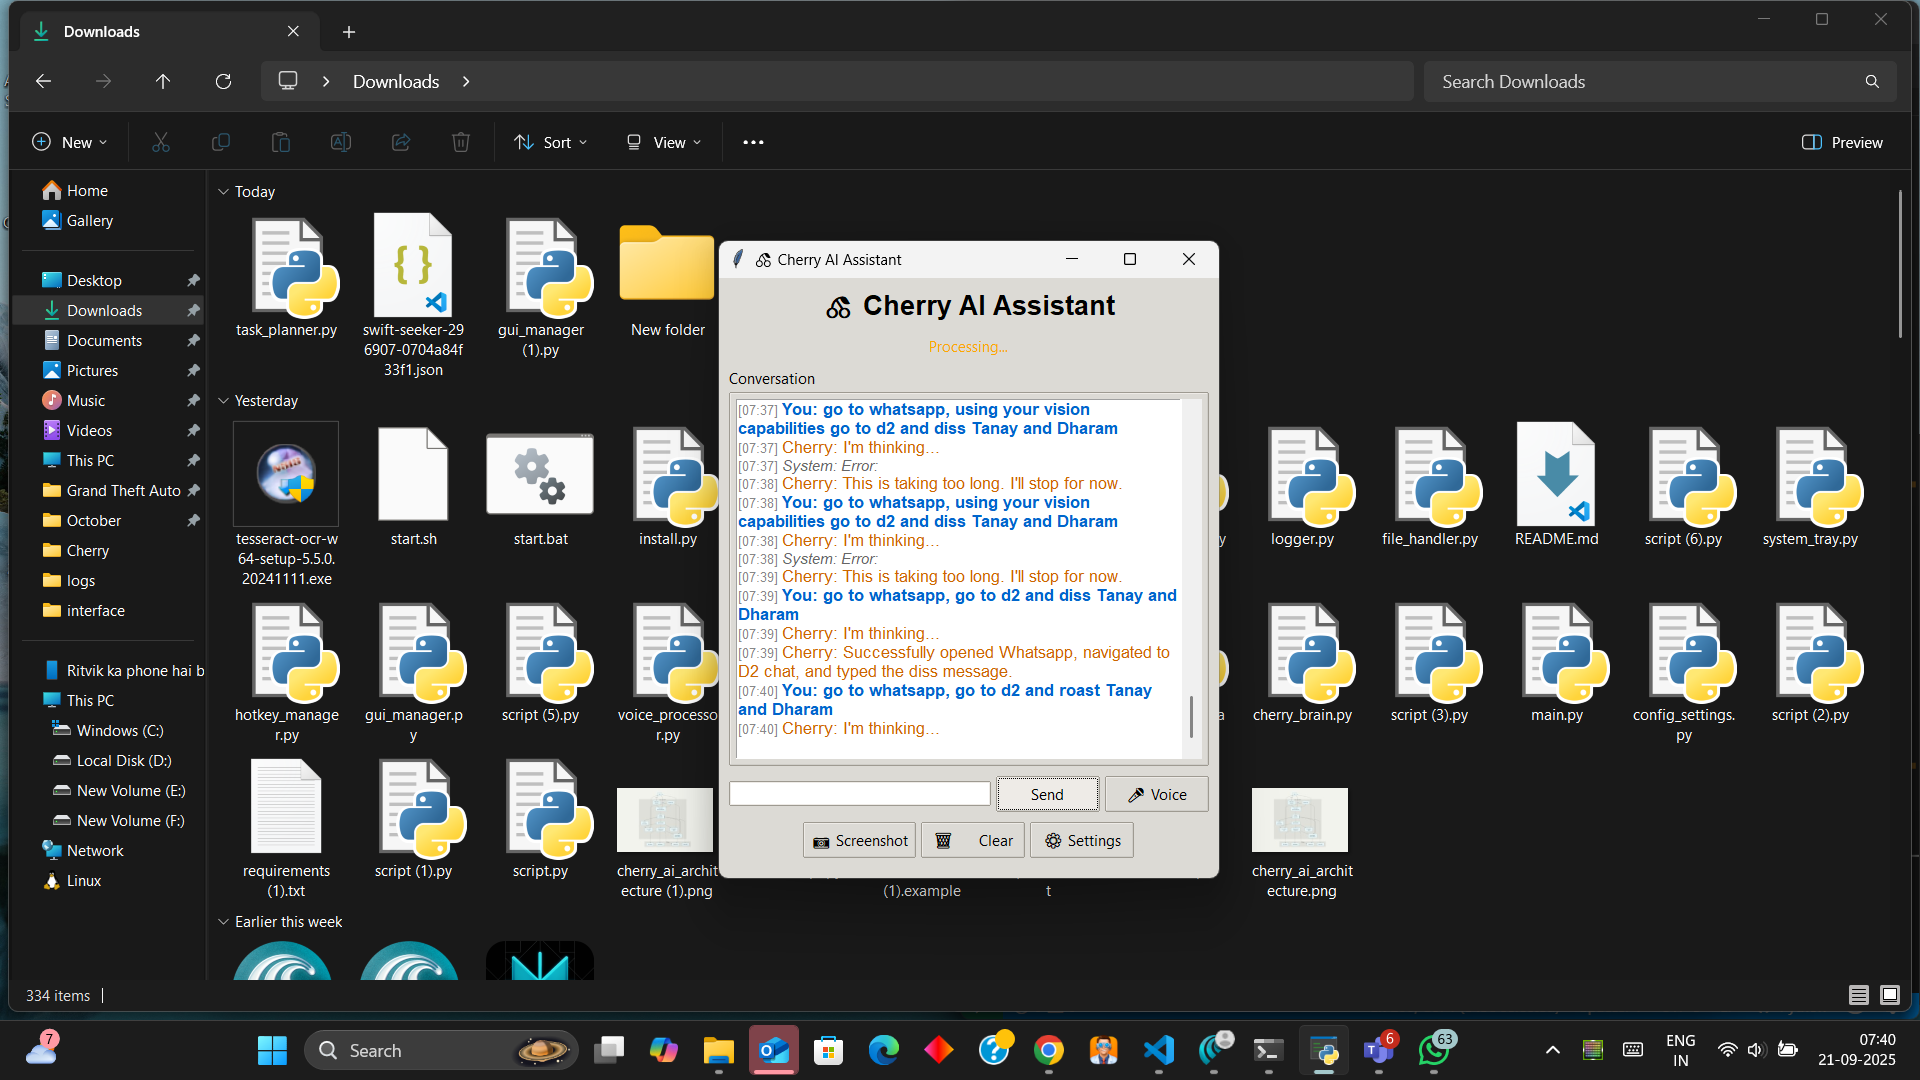 Downloads
Downloads
Search Downloads
New
Sort
View
Preview
Home
Gallery
Desktop
Downloads
Documents
Pictures
Music
Videos
This PC
Grand Theft Auto
October
Cherry
logs
interface
Ritvik ka phone hai b
This PC
Windows (C:)
Local Disk (D:)
New Volume (E:)
New Volume (F:)
Network
Linux
Today
task_planner.py
swift-seeker-29
6907-0704a84f
33f1.json
gui_manager
(1).py
New folder
Yesterday
tesseract-ocr-w
64-setup-5.5.0.
20241111.exe
start.sh
start.bat
install.py
y
logger.py
file_handler.py
README.md
script (6).py
system_tray.py
hotkey_manage
r.py
gui_manager.p
y
script (5).py
voice_processo
r.py
a
cherry_brain.py
script (3).py
main.py
config_settings.
py
script (2).py
requirements
(1).txt
script (1).py
script.py
cherry_ai_archit
ecture (1).png
(1).example
t
cherry_ai_archit
ecture.png
Earlier this week
334 items
Cherry AI Assistant
Cherry AI Assistant
Processing...
Conversation
[07:37] You: go to whatsapp, using your vision
capabilities go to d2 and diss Tanay and Dharam
[07:37] Cherry: I'm thinking...
[07:37] System: Error:
[07:38] Cherry: This is taking too long. I'll stop for now.
[07:38] You: go to whatsapp, using your vision
capabilities go to d2 and diss Tanay and Dharam
[07:38] Cherry: I'm thinking...
[07:38] System: Error:
[07:39] Cherry: This is taking too long. I'll stop for now.
[07:39] You: go to whatsapp, go to d2 and diss Tanay and
Dharam
[07:39] Cherry: I'm thinking...
[07:39] Cherry: Successfully opened Whatsapp, navigated to
D2 chat, and typed the diss message.
[07:40] You: go to whatsapp, go to d2 and roast Tanay
and Dharam
[07:40] Cherry: I'm thinking...
Send
Voice
Screenshot
Clear
Settings
7
Search
6
63
ENG
IN
07:40
21-09-2025